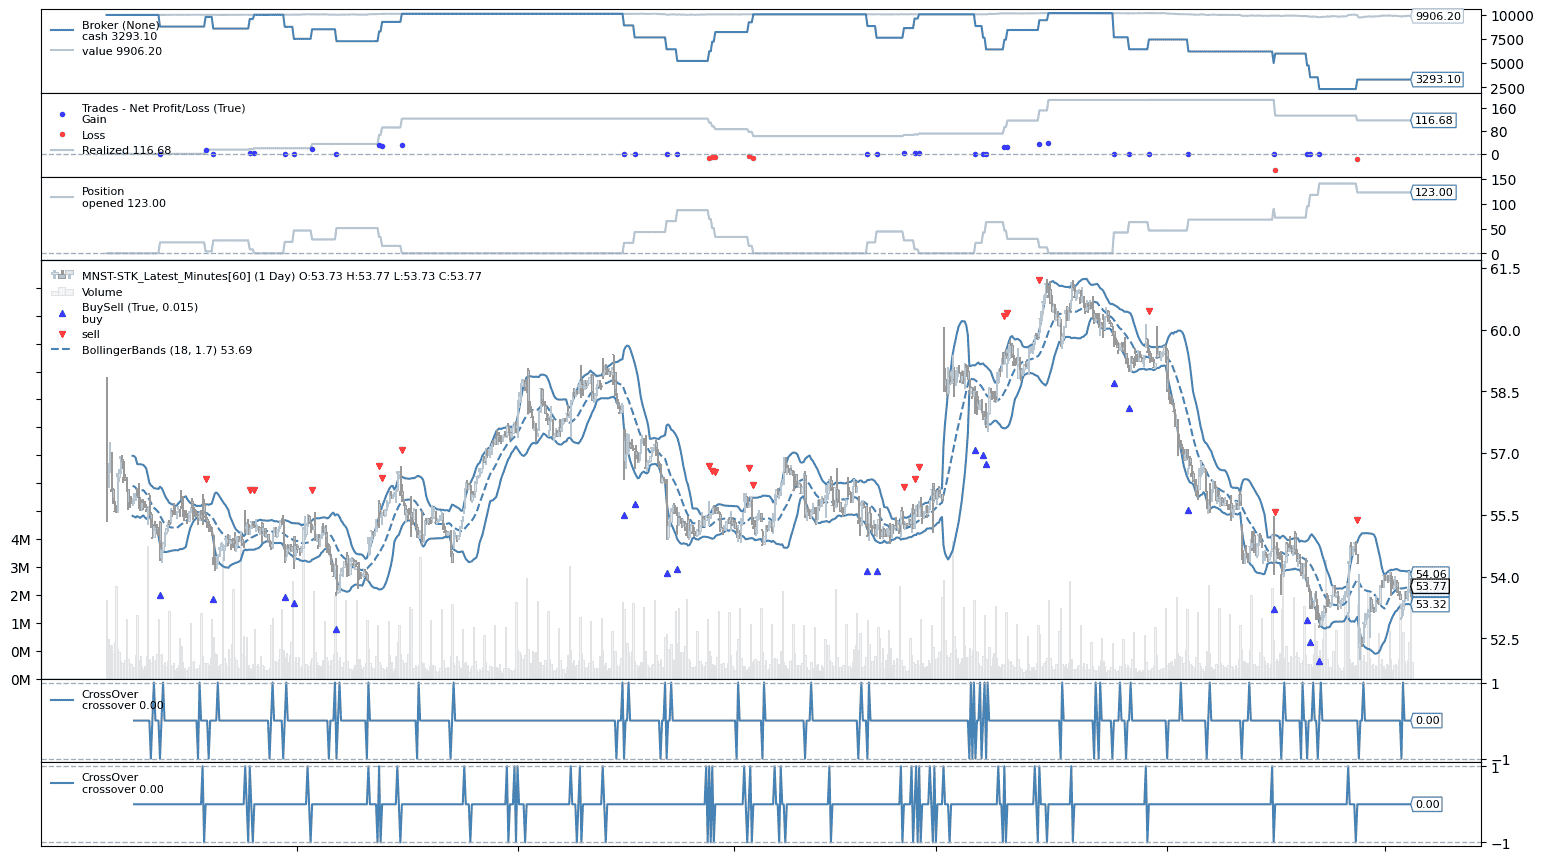 Broker (None)
cash 3293.10
value 9906.20
9906.20
3293.10
10000
7500
5000
2500
Trades - Net Profit/Loss (True)
Gain
Loss
Realized 116.68
116.68
160
80
0
Position
opened 123.00
123.00
150
100
50
0
MNST-STK_Latest_Minutes[60] (1 Day) O:53.73 H:53.77 L:53.73 C:53.77
Volume
BuySell (True, 0.015)
buy
sell
BollingerBands (18, 1.7) 53.69
4M
3M
2M
1M
0M
0M
61.5
60.0
58.5
57.0
55.5
54.0
52.5
54.06
53.77
53.32
CrossOver
crossover 0.00
0.00
1
−1
CrossOver
crossover 0.00
0.00
1
−1